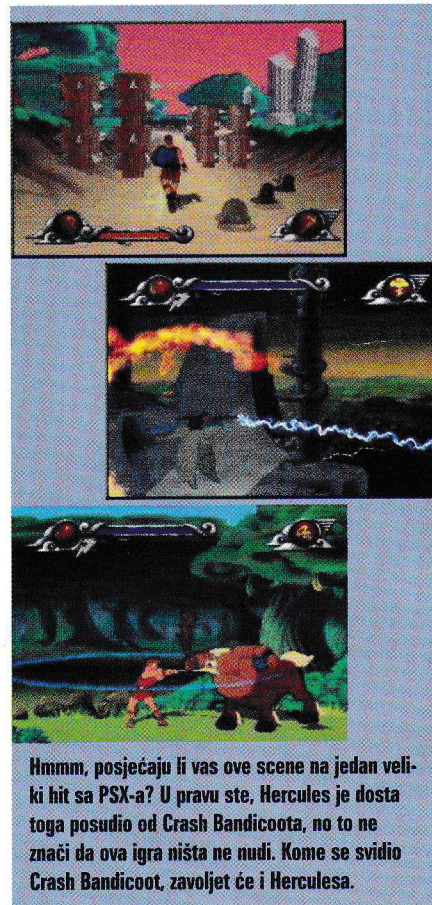 Hmmm, posjećaju li vas ove scene na jedan veli-
ki hit sa PSX-a? U pravu ste, Hercules je dosta
toga posudio od Crash Bandicoota, no to ne
znači da ova igra ništa ne nudi. Kome se svidio
Crash Bandicoot, zavoljet će i Herculesa.